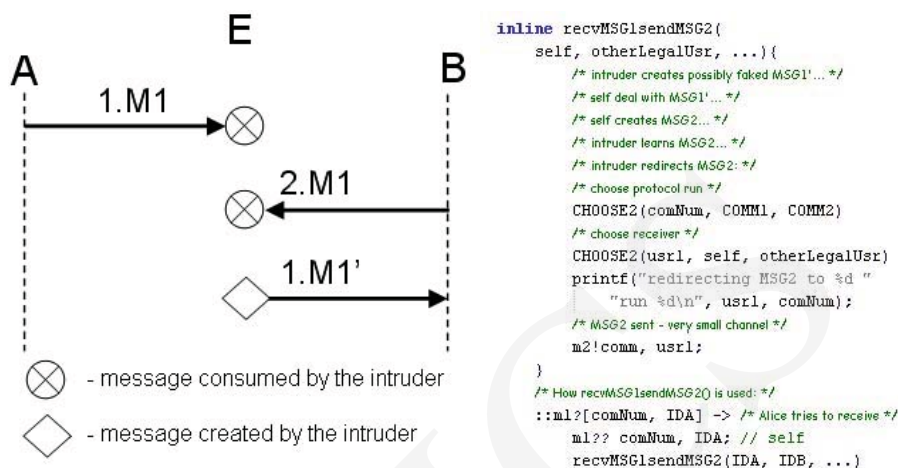 E
A
B
1.M1
2.M1
1.M1'
- message consumed by the intruder
- message created by the intruder
inline recvMSG1sendMSG2(
self, otherLegalUsr, ...){
/* intruder creates possibly faked MSG1'... */
/* self deal with MSG1'... */
/* self creates MSG2... */
/* intruder learns MSG2... */
/* intruder redirects MSG2: */
/* choose protocol run */
CHOOSE2(comNum, COMM1, COMM2)
/* choose receiver */
CHOOSE2(usr1, self, otherLegalUsr)
printf("redirecting MSG2 to %d "
"run %d\n", usr1, comNum);
/* MSG2 sent - very small channel */
m2!comm, usr1;
}
/* How recvMSG1sendMSG2() is used: */
::m1?[comNum, IDA] -> /* Alice tries to receive */
m1?? comNum, IDA; // self
recvMSG1sendMSG2(IDA, IDB, ...)